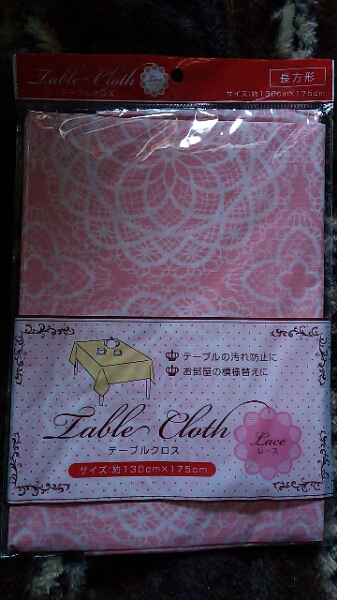 Table Cloth
Lace
テーブルクロス
長方形
サイズ:約130cm×175cm
テーブルの汚れ防止に
お部屋の模様替えに
Table Cloth
テーブルクロス
Lace
レース
サイズ:約130cm×175cm